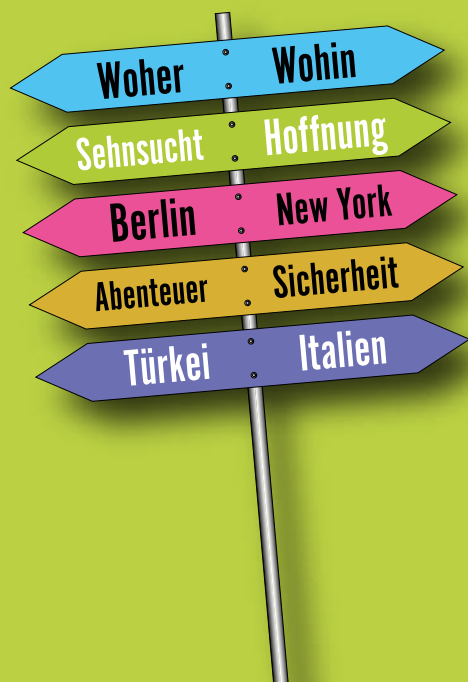 Woher Wohin
Sehnsucht Hoffnung
Berlin New York
Abenteuer Sicherheit
Türkei Italien